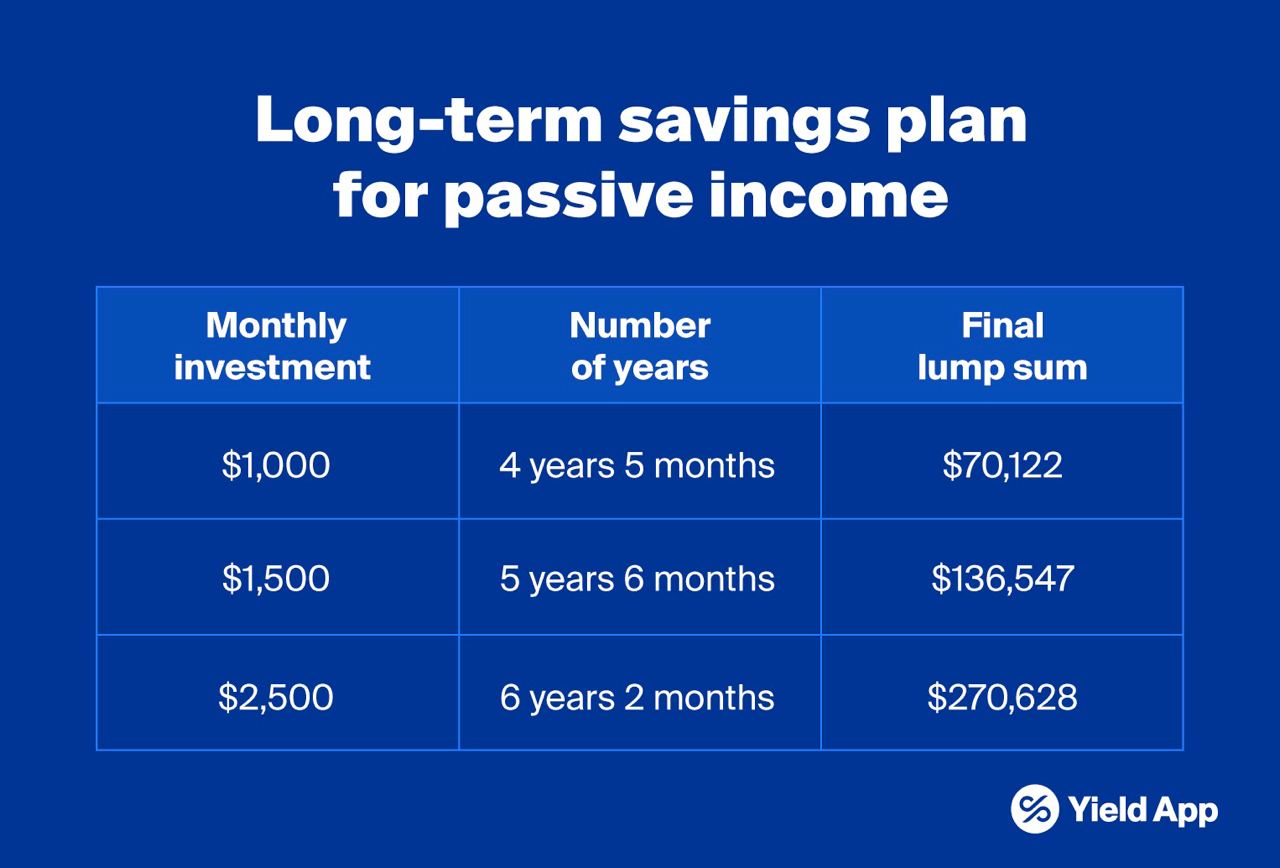 Long-term savings plan
for passive income
Monthly
investment
Number
of years
Final
lump sum
$1,000
4 years 5 months
$70,122
$1,500
5 years 6 months
$136,547
$2,500
6 years 2 months
$270,628
Yield App